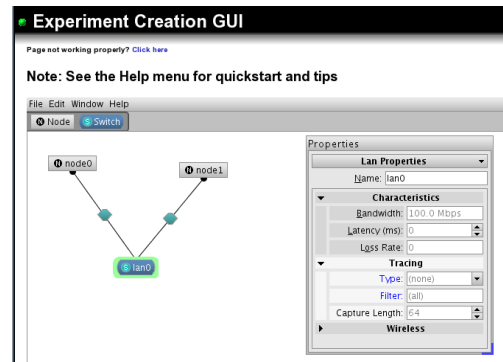 Experiment Creation GUI
Page not working properly? Click here
Note: See the Help menu for quickstart and tips
File Edit Window Help
N Node S Switch
N node0
N node1
S lan0
Properties
Lan Properties
Name: lan0
Characteristics
Bandwidth: 100.0 Mbps
Latency (ms): 0
Loss Rate: 0
Tracing
Type: (none)
Filter: (all)
Capture Length: 64
Wireless